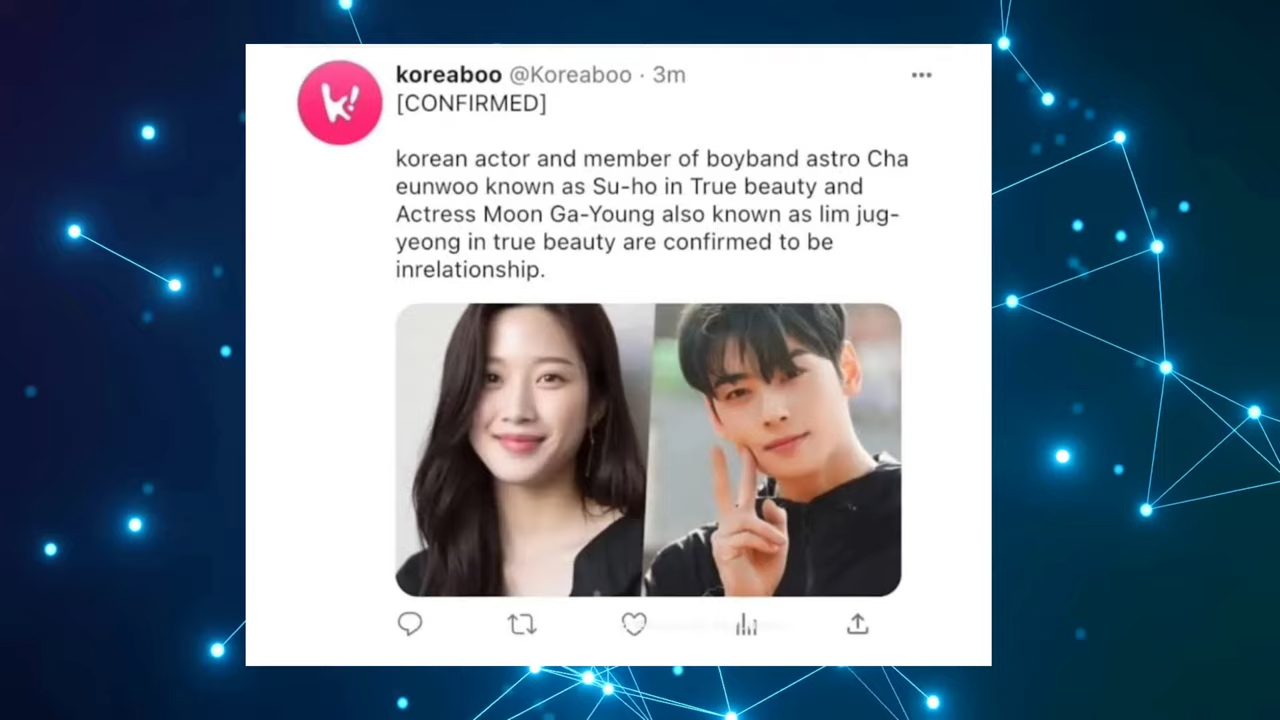 koreaboo @Koreaboo · 3m
[CONFIRMED]
korean actor and member of boyband astro Cha
eunwoo known as Su-ho in True beauty and
Actress Moon Ga-Young also known as lim jug-
yeong in true beauty are confirmed to be
inrelationship.
k!